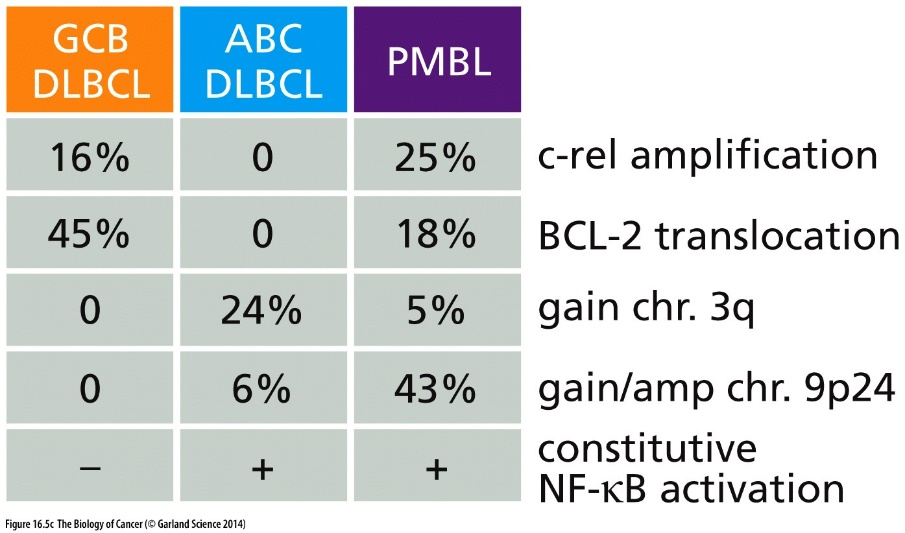 GCB DLBCL ABC DLBCL PMBL
16% 0 25% c-rel amplification
45% 0 18% BCL-2 translocation
0 24% 5% gain chr. 3q
0 6% 43% gain/amp chr. 9p24
– + + constitutive NF-κB activation
Figure 16.5c The Biology of Cancer (© Garland Science 2014)